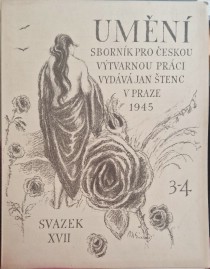 UMĚNÍ
SBORNÍK PRO ČESKOU
VÝTVARNOU PRÁCI
VYDÁVÁ JAN ŠTENC
V PRAZE
1945
3-4
SVAZEK
XVII